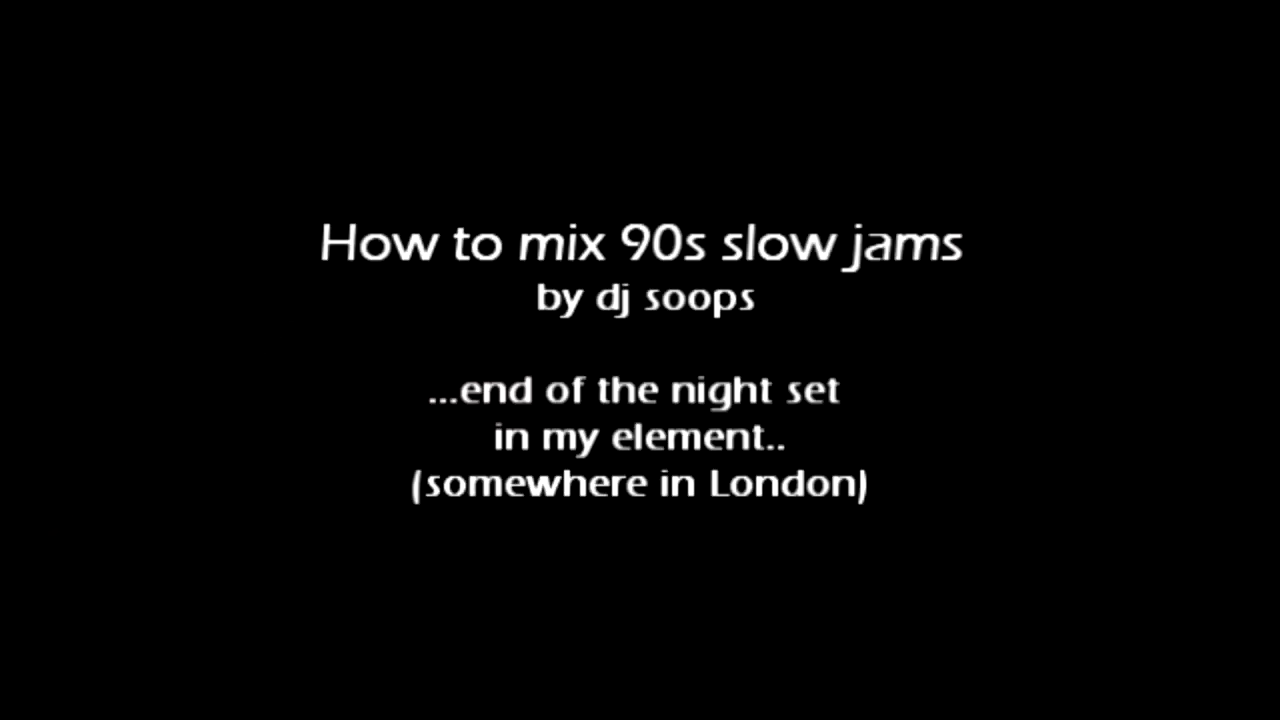 How to mix 90s slow jams
by dj soops
...end of the night set
in my element..
(somewhere in London)